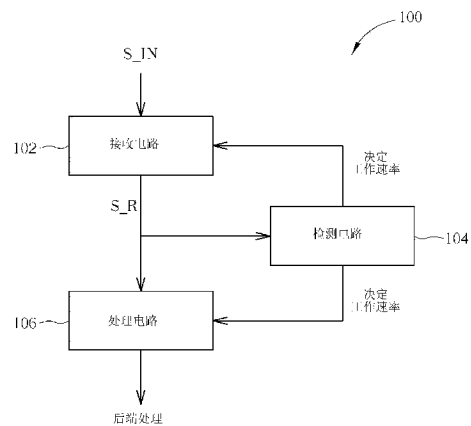 100
S_IN
接收电路
102
决定
工作速率
S_R
检测电路
104
决定
工作速率
处理电路
106
后端处理